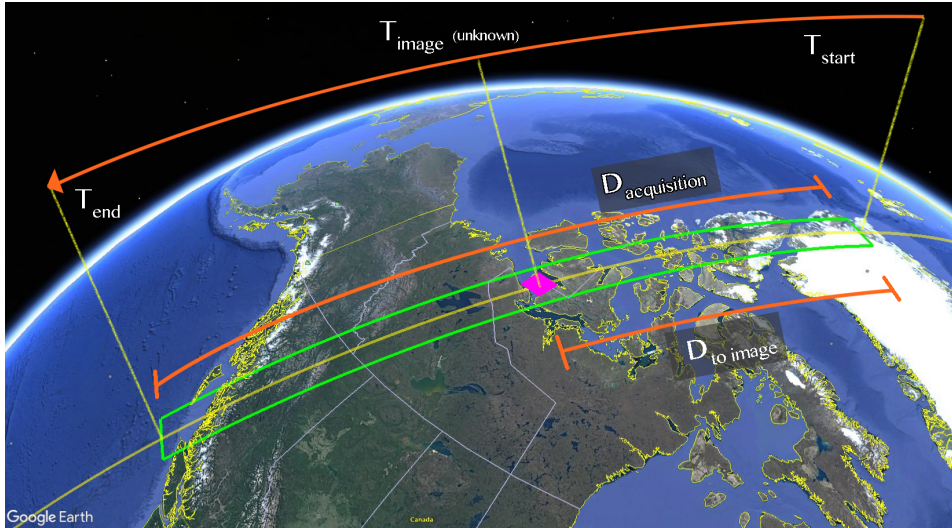 T image (unknown)
T start
T end
D acquisition
D to image
Google Earth
Canada